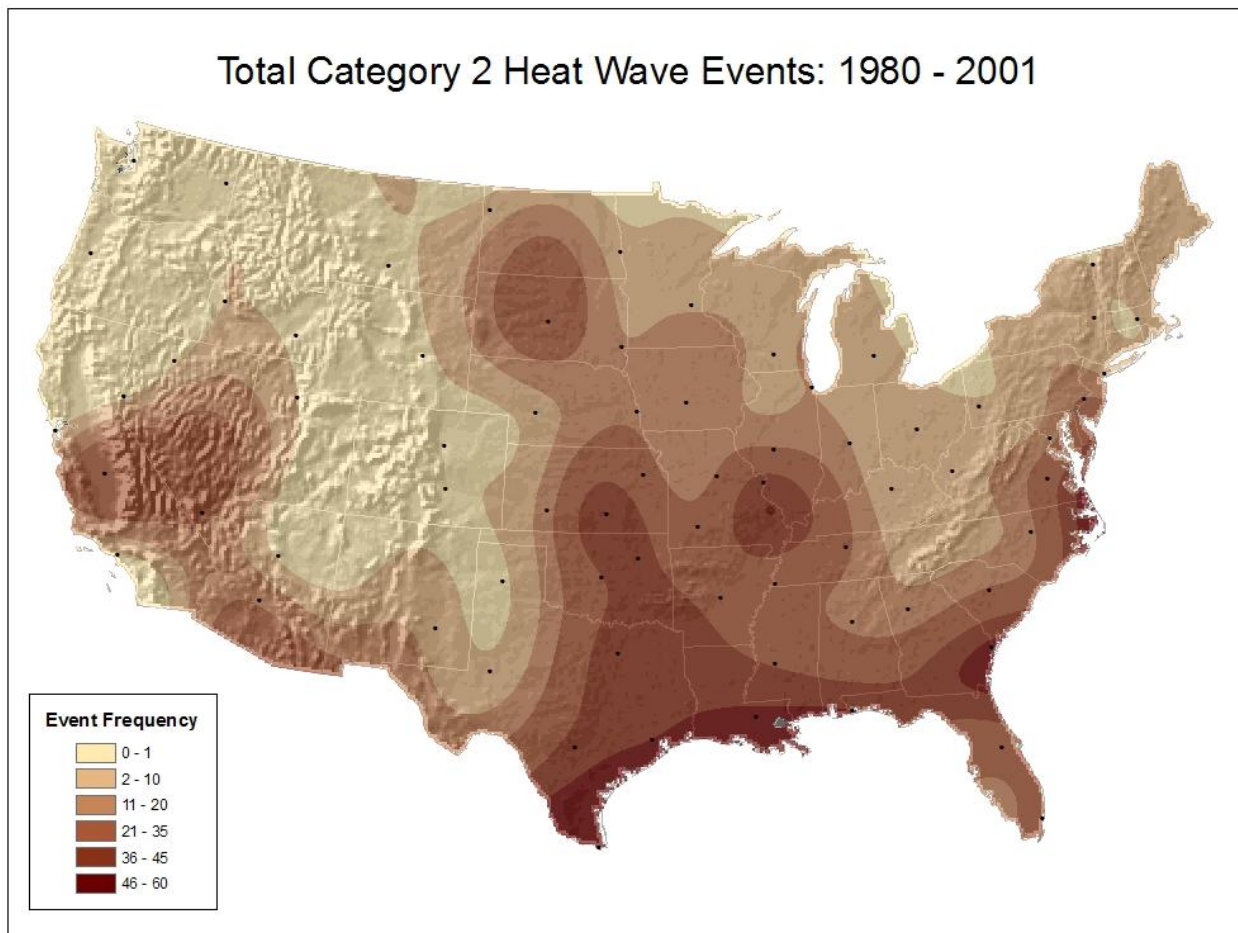 Total Category 2 Heat Wave Events: 1980 - 2001
Event Frequency
0 - 1
2 - 10
11 - 20
21 - 35
36 - 45
46 - 60